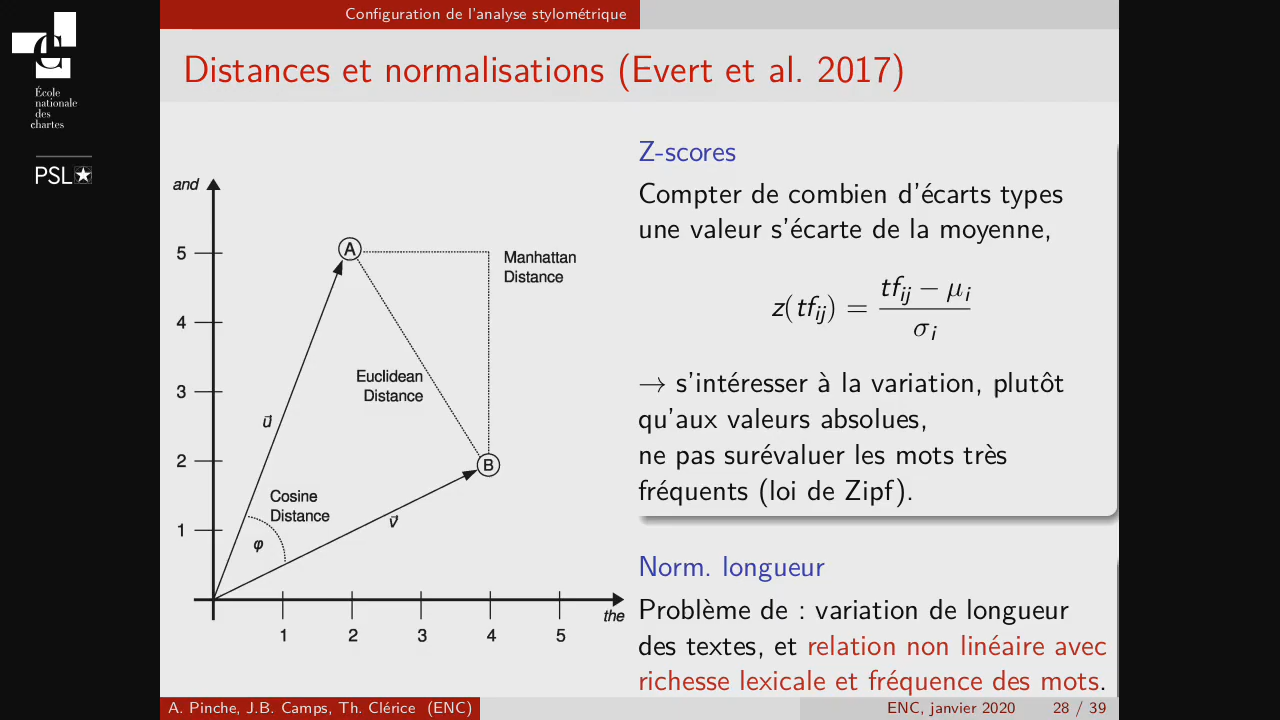 École
nationale
des
chartes
PSL
Configuration de l'analyse stylométrique
Distances et normalisations (Evert et al. 2017)
and
5
4
3
2
1
1
2
3
4
5
the
A
B
Manhattan
Distance
Euclidean
Distance
Cosine
Distance
u⃗
v⃗
φ
Z-scores
Compter de combien d'écarts types
une valeur s'écarte de la moyenne,
z(tf_ij) = (tf_ij − μ_i) / σ_i
→ s'intéresser à la variation, plutôt
qu'aux valeurs absolues,
ne pas surévaluer les mots très
fréquents (loi de Zipf).
Norm. longueur
Problème de : variation de longueur
des textes, et relation non linéaire avec
richesse lexicale et fréquence des mots.
A. Pinche, J.B. Camps, Th. Clérice (ENC)
ENC, janvier 2020
28 / 39